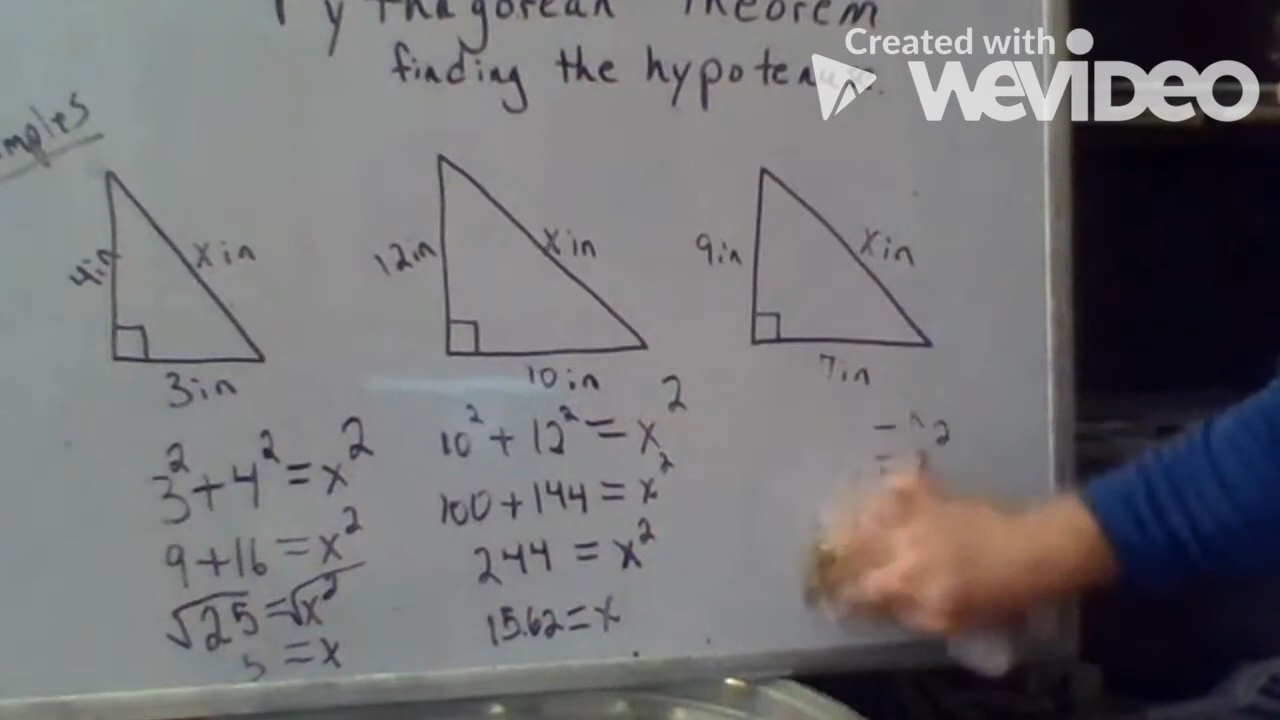 Pythagorean Theorem
finding the hypotenuse.
Created with
WEVIDEO
4in
x in
3in
12in
x in
10in
9in
x in
7in
3² + 4² = x²
9 + 16 = x²
√25 = √x²
5 = x
10² + 12² = x²
100 + 144 = x²
244 = x²
15.62 = x